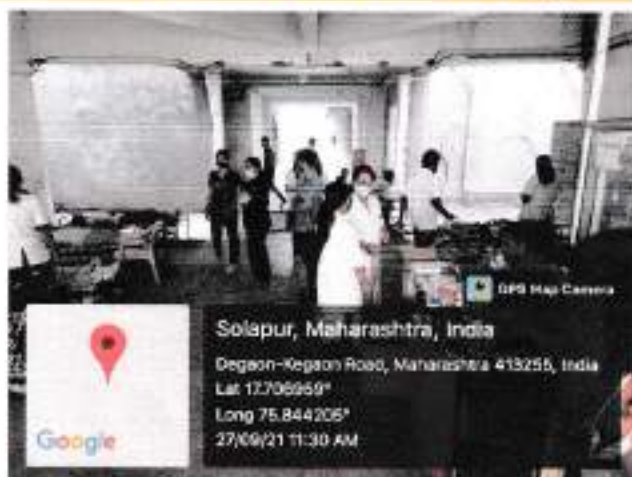 GPS Map Camera
Solapur, Maharashtra, India
Degaon-Kegaon Road, Maharashtra 413255, India
Lat 17.706959°
Long 75.844205°
27/09/21 11:30 AM
Google